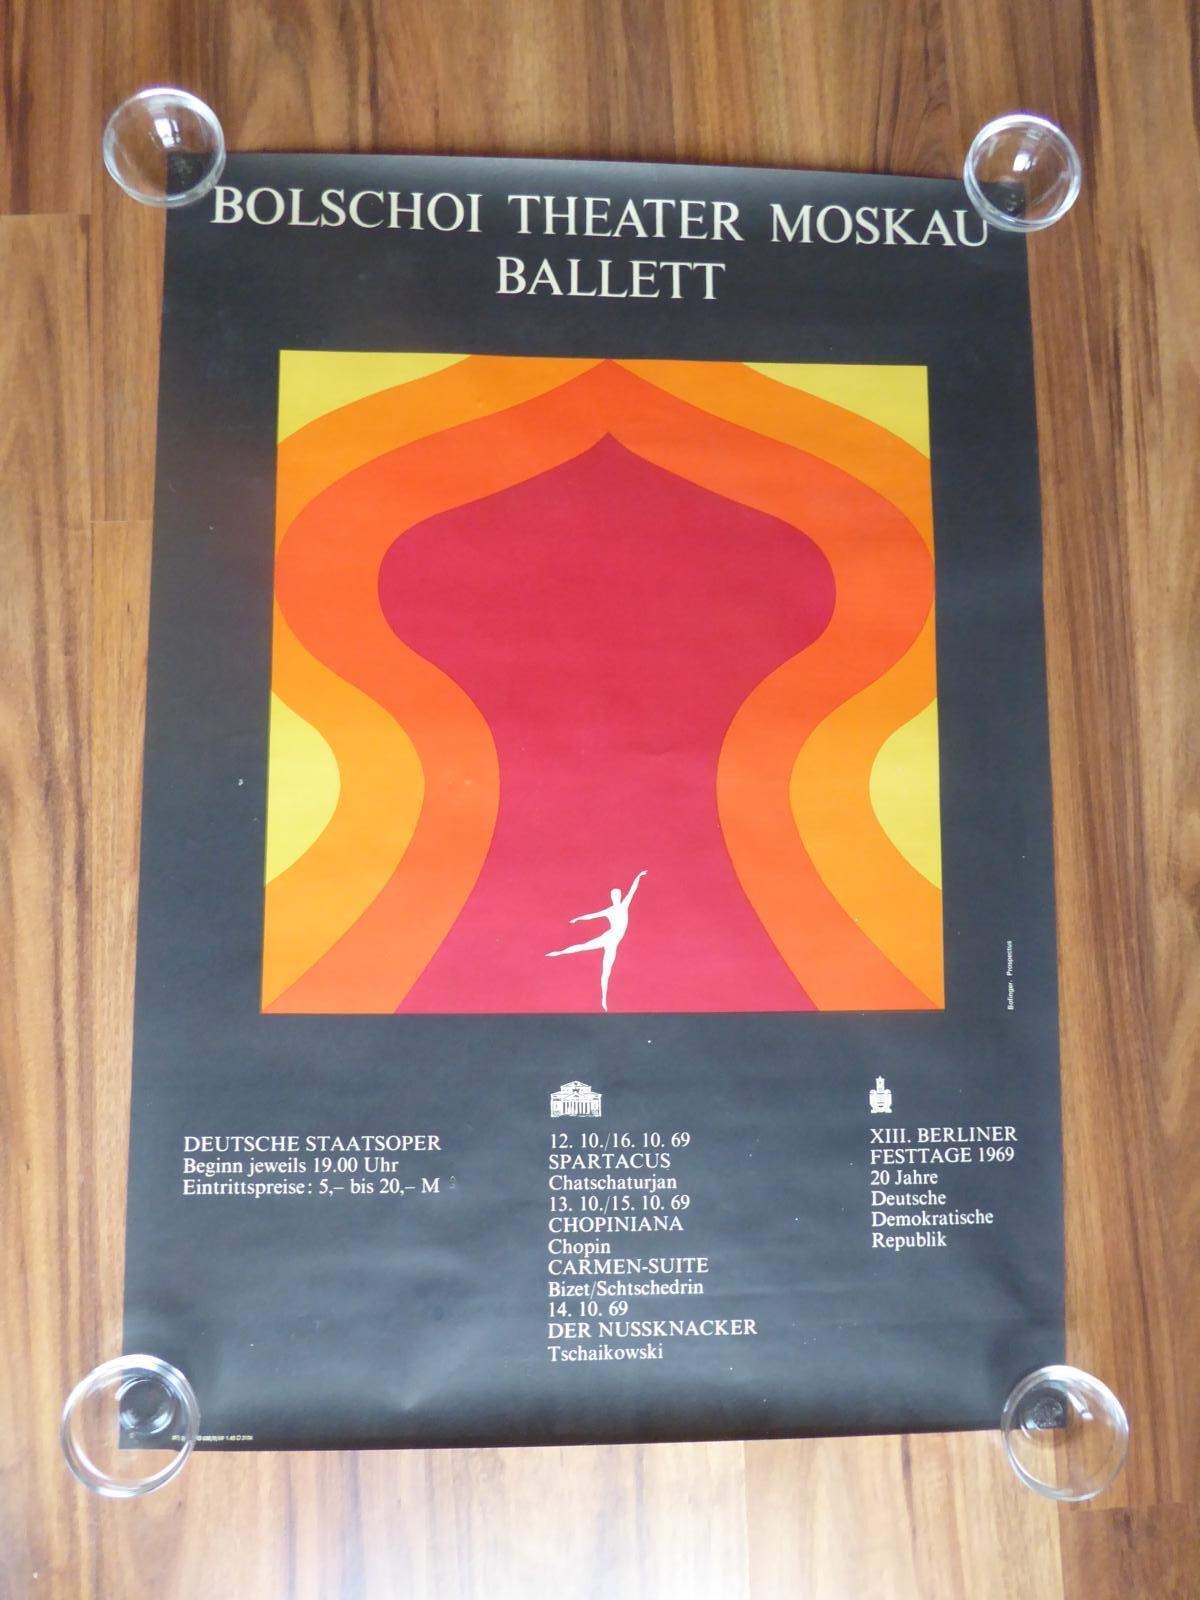 BOLSCHOI THEATER MOSKAU
BALLETT
Bofinger. Prospectus
DEUTSCHE STAATSOPER
Beginn jeweils 19.00 Uhr
Eintrittspreise: 5,– bis 20,– M
12. 10./16. 10. 69
SPARTACUS
Chatschaturjan
13. 10./15. 10. 69
CHOPINIANA
Chopin
CARMEN-SUITE
Bizet/Schtschedrin
14. 10. 69
DER NUSSKNACKER
Tschaikowski
XIII. BERLINER
FESTTAGE 1969
20 Jahre
Deutsche
Demokratische
Republik